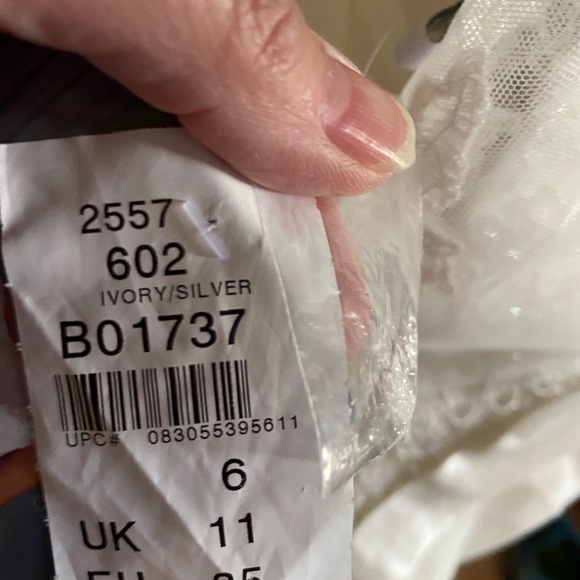 2557
602
IVORY/SILVER
B01737
UPC# 083055395611
6
UK 11